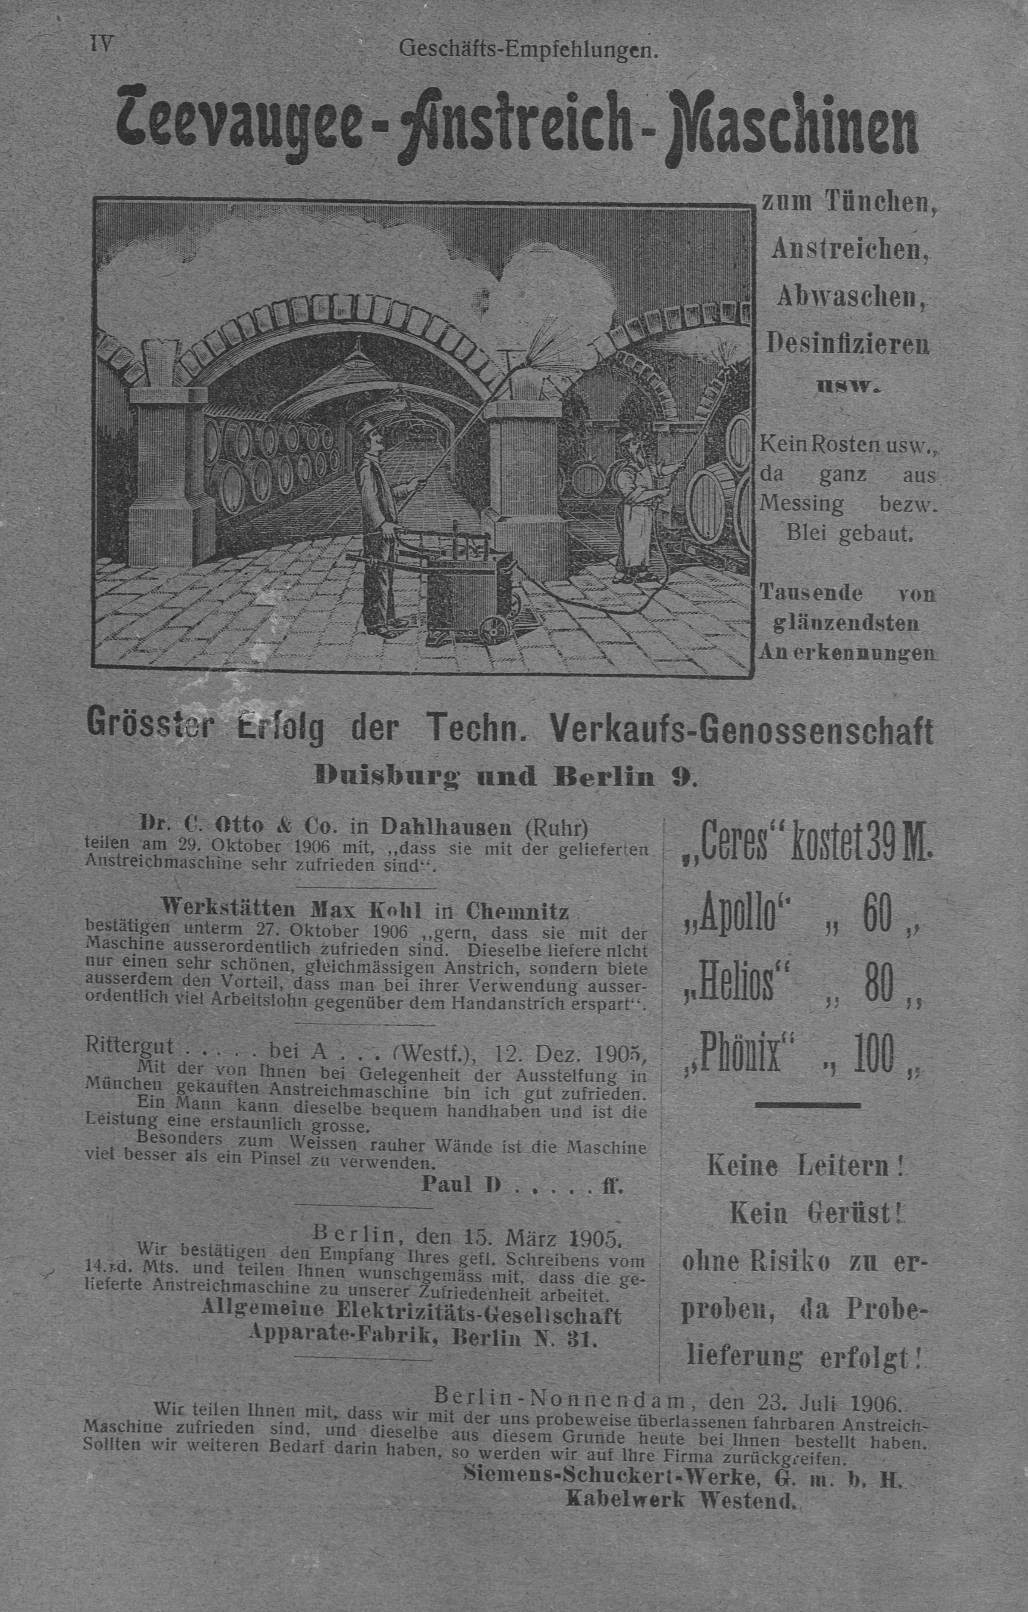 IV
Geschäfts-Empfehlungen.
Teevaugee-Anstreich-Maschinen
zum Tünchen,
Anstreichen,
Abwaschen,
Desinfizieren
usw.
Kein Rosten usw.,
da ganz aus
Messing bezw.
Blei gebaut.
Tausende von
glänzendsten
Anerkennungen
Grösster Erfolg der Techn. Verkaufs-Genossenschaft
Duisburg und Berlin 9.
Dr. C. Otto & Co. in Dahlhausen (Ruhr)
teilen am 29. Oktober 1906 mit, „dass sie mit der gelieferten
Anstreichmaschine sehr zufrieden sind“.
Werkstätten Max Kohl in Chemnitz
bestätigen unterm 27. Oktober 1906 „gern, dass sie mit der
Maschine ausserordentlich zufrieden sind. Dieselbe liefere nicht
nur einen sehr schönen, gleichmässigen Anstrich, sondern biete
ausserdem den Vorteil, dass man bei ihrer Verwendung ausser-
ordentlich viel Arbeitslohn gegenüber dem Handanstrich erspart“.
Rittergut . . . . . bei A . . . (Westf.), 12. Dez. 1905.
Mit der von Ihnen bei Gelegenheit der Ausstellung in
München gekauften Anstreichmaschine bin ich gut zufrieden.
Ein Mann kann dieselbe bequem handhaben und ist die
Leistung eine erstaunlich grosse.
Besonders zum Weissen rauher Wände ist die Maschine
viel besser als ein Pinsel zu verwenden.
Paul D . . . . . ff.
Berlin, den 15. März 1905.
Wir bestätigen den Empfang Ihres gefl. Schreibens vom
14. d. Mts. und teilen Ihnen wunschgemäss mit, dass die ge-
lieferte Anstreichmaschine zu unserer Zufriedenheit arbeitet.
Allgemeine Elektrizitäts-Gesellschaft
Apparate-Fabrik, Berlin N. 31.
„Ceres“ kostet 39 M.
„Apollo“ „ 60 „
„Helios“ „ 80 „
„Phönix“ „ 100 „
Keine Leitern!
Kein Gerüst!
ohne Risiko zu er-
proben, da Probe-
lieferung erfolgt!
Berlin-Nonnendam, den 23. Juli 1906.
Wir teilen Ihnen mit, dass wir mit der uns probeweise überlassenen fahrbaren Anstreich-
Maschine zufrieden sind, und dieselbe aus diesem Grunde heute bei Ihnen bestellt haben.
Sollten wir weiteren Bedarf darin haben, so werden wir auf Ihre Firma zurückgreifen.
Siemens-Schuckert-Werke, G. m. b. H.
Kabelwerk Westend.